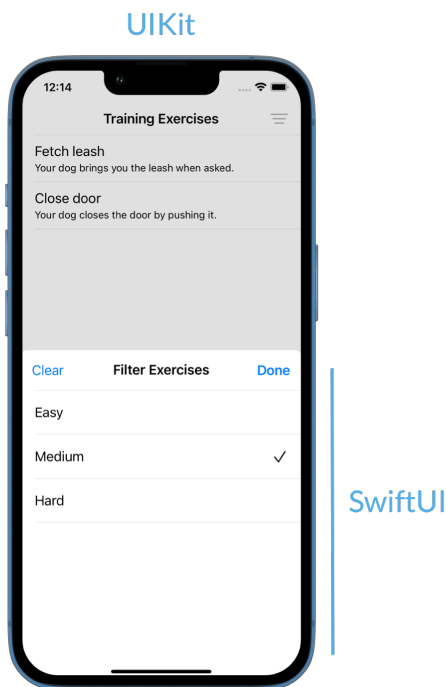 UIKit
12:14
Training Exercises
Fetch leash
Your dog brings you the leash when asked.
Close door
Your dog closes the door by pushing it.
Clear Filter Exercises Done
Easy
Medium
Hard
SwiftUI